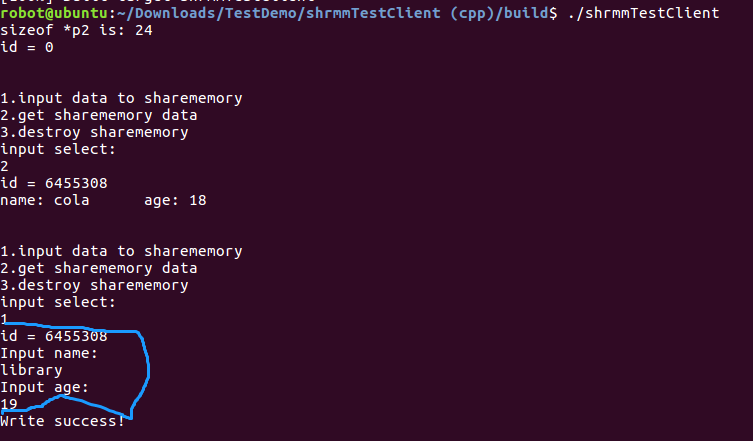 robot@ubuntu:~/Downloads/TestDemo/shrmmTestClient (cpp)/build$ ./shrmmTestClient
sizeof *p2 is: 24
id = 0
1.input data to sharememory
2.get sharememory data
3.destroy sharememory
input select:
2
id = 6455308
name: cola      age: 18
1.input data to sharememory
2.get sharememory data
3.destroy sharememory
input select:
1
id = 6455308
Input name:
library
Input age:
19
Write success!